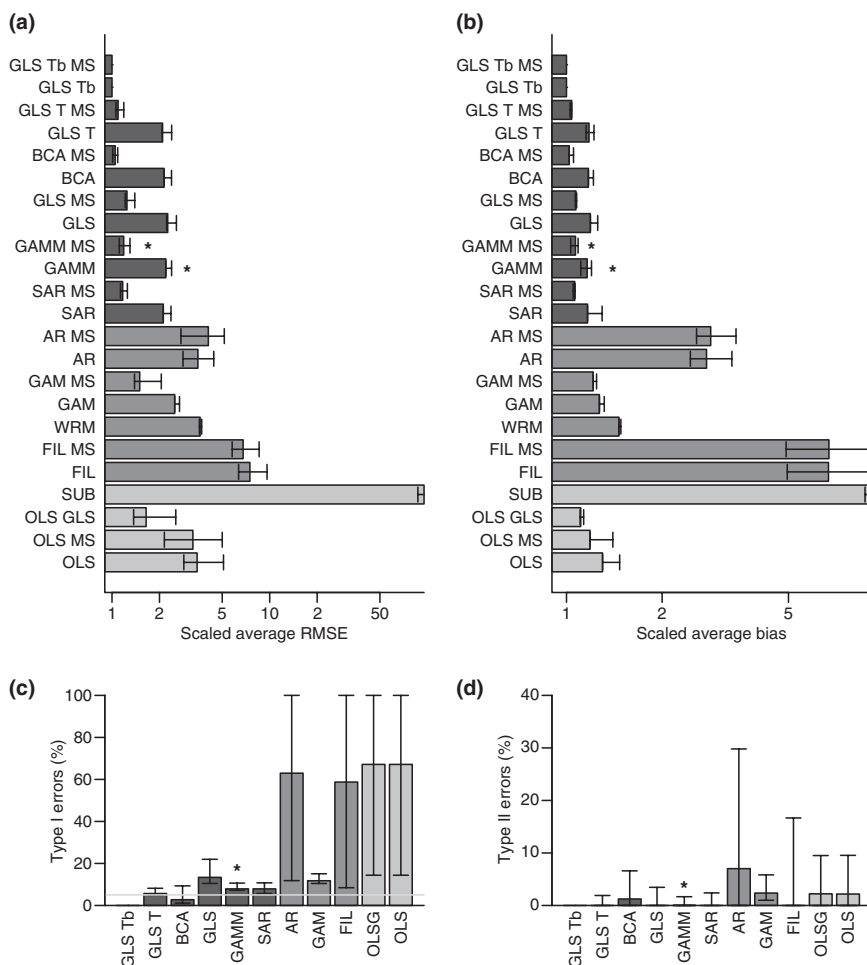 (a)
GLS Tb MS
GLS Tb
GLS T MS
GLS T
BCA MS
BCA
GLS MS
GLS
GAMM MS *
GAMM *
SAR MS
SAR
AR MS
AR
GAM MS
GAM
WRM
FIL MS
FIL
SUB
OLS GLS
OLS MS
OLS
1 2 5 10 2 50
Scaled average RMSE
(b)
GLS Tb MS
GLS Tb
GLS T MS
GLS T
BCA MS
BCA
GLS MS
GLS
GAMM MS *
GAMM *
SAR MS
SAR
AR MS
AR
GAM MS
GAM
WRM
FIL MS
FIL
SUB
OLS GLS
OLS MS
OLS
1 2 5
Scaled average bias
(c)
Type I errors (%)
100
80
60
40
20
0
*
GLS Tb
GLS T
BCA
GLS
GAMM
SAR
AR
GAM
FIL
OLSG
OLS
(d)
Type II errors (%)
40
30
20
10
0
*
GLS Tb
GLS T
BCA
GLS
GAMM
SAR
AR
GAM
FIL
OLSG
OLS